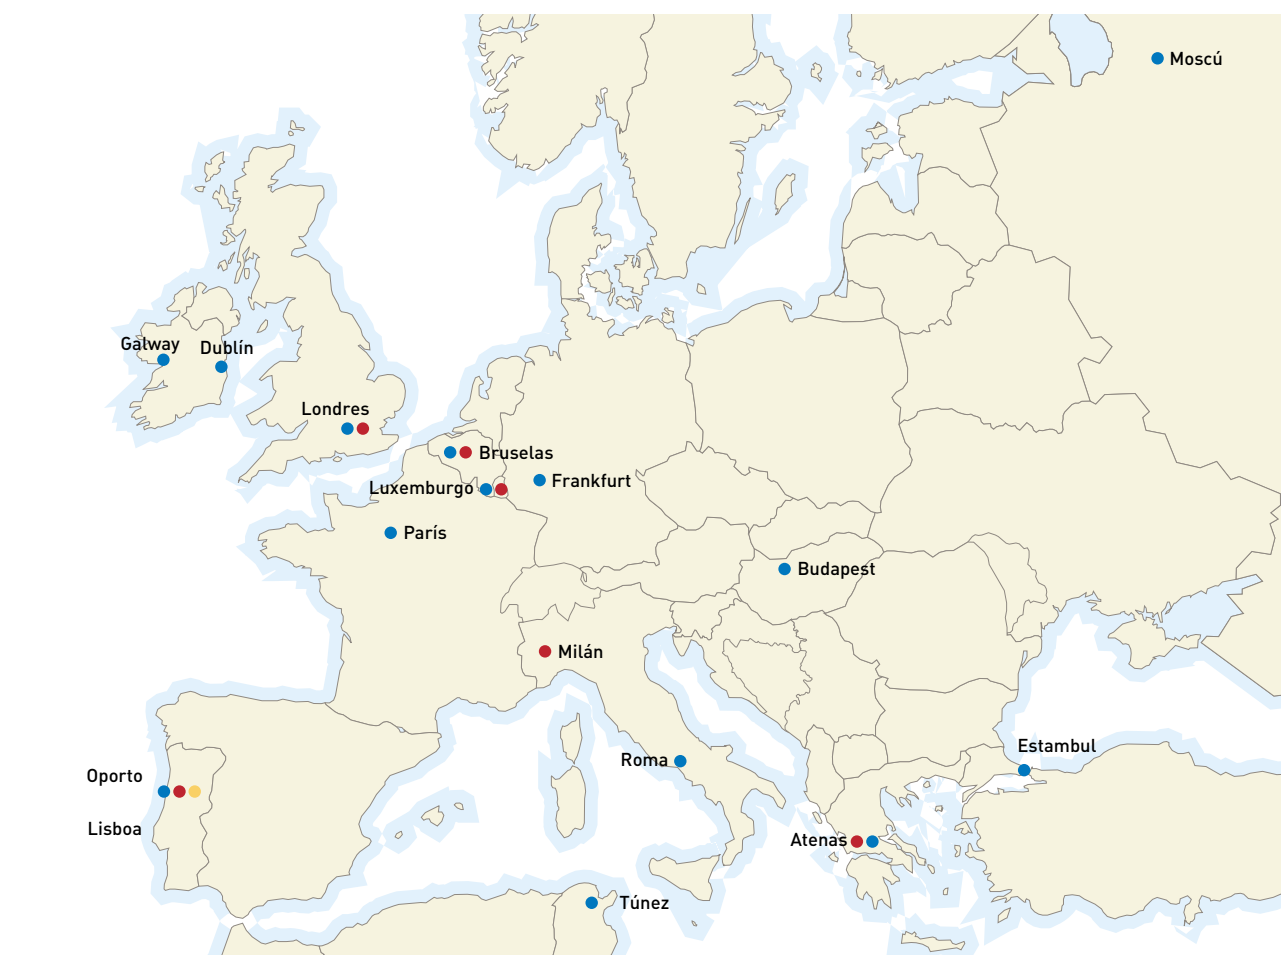 Moscú
Galway
Dublín
Londres
Bruselas
Luxemburgo
Frankfurt
París
Budapest
Milán
Estambul
Roma
Oporto
Lisboa
Atenas
Túnez